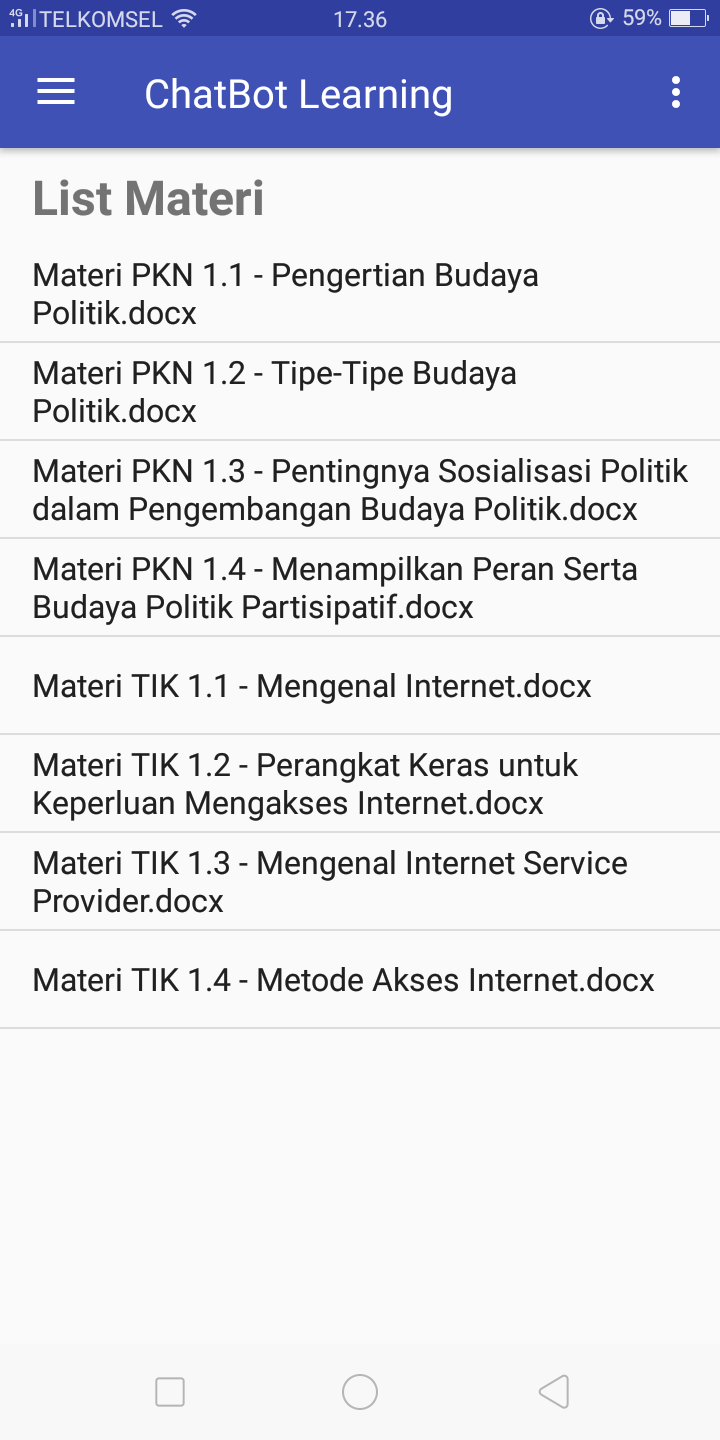 4G TELKOMSEL 17.36 59%
ChatBot Learning
List Materi
Materi PKN 1.1 - Pengertian Budaya
Politik.docx
Materi PKN 1.2 - Tipe-Tipe Budaya
Politik.docx
Materi PKN 1.3 - Pentingnya Sosialisasi Politik
dalam Pengembangan Budaya Politik.docx
Materi PKN 1.4 - Menampilkan Peran Serta
Budaya Politik Partisipatif.docx
Materi TIK 1.1 - Mengenal Internet.docx
Materi TIK 1.2 - Perangkat Keras untuk
Keperluan Mengakses Internet.docx
Materi TIK 1.3 - Mengenal Internet Service
Provider.docx
Materi TIK 1.4 - Metode Akses Internet.docx